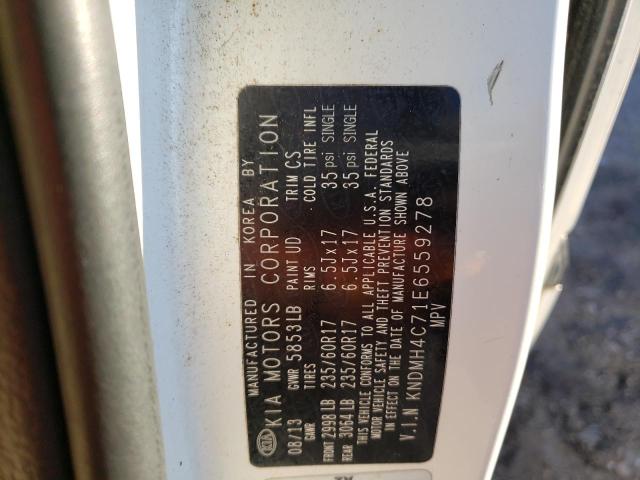 MANUFACTURED IN KOREA BY
KIA KIA MOTORS CORPORATION
08/13 GVWR 5853LB PAINT UD TRIM CS
GAWR TIRES RIMS COLD TIRE INFL
FRONT 2998 LB 235/60R17 6.5Jx17 35 psi SINGLE
REAR 3064 LB 235/60R17 6.5Jx17 35 psi SINGLE
THIS VEHICLE CONFORMS TO ALL APPLICABLE U.S.A. FEDERAL
MOTOR VEHICLE SAFETY AND THEFT PREVENTION STANDARDS
IN EFFECT ON THE DATE OF MANUFACTURE SHOWN ABOVE
V.I.N KNDMH4C71E6559278
MPV